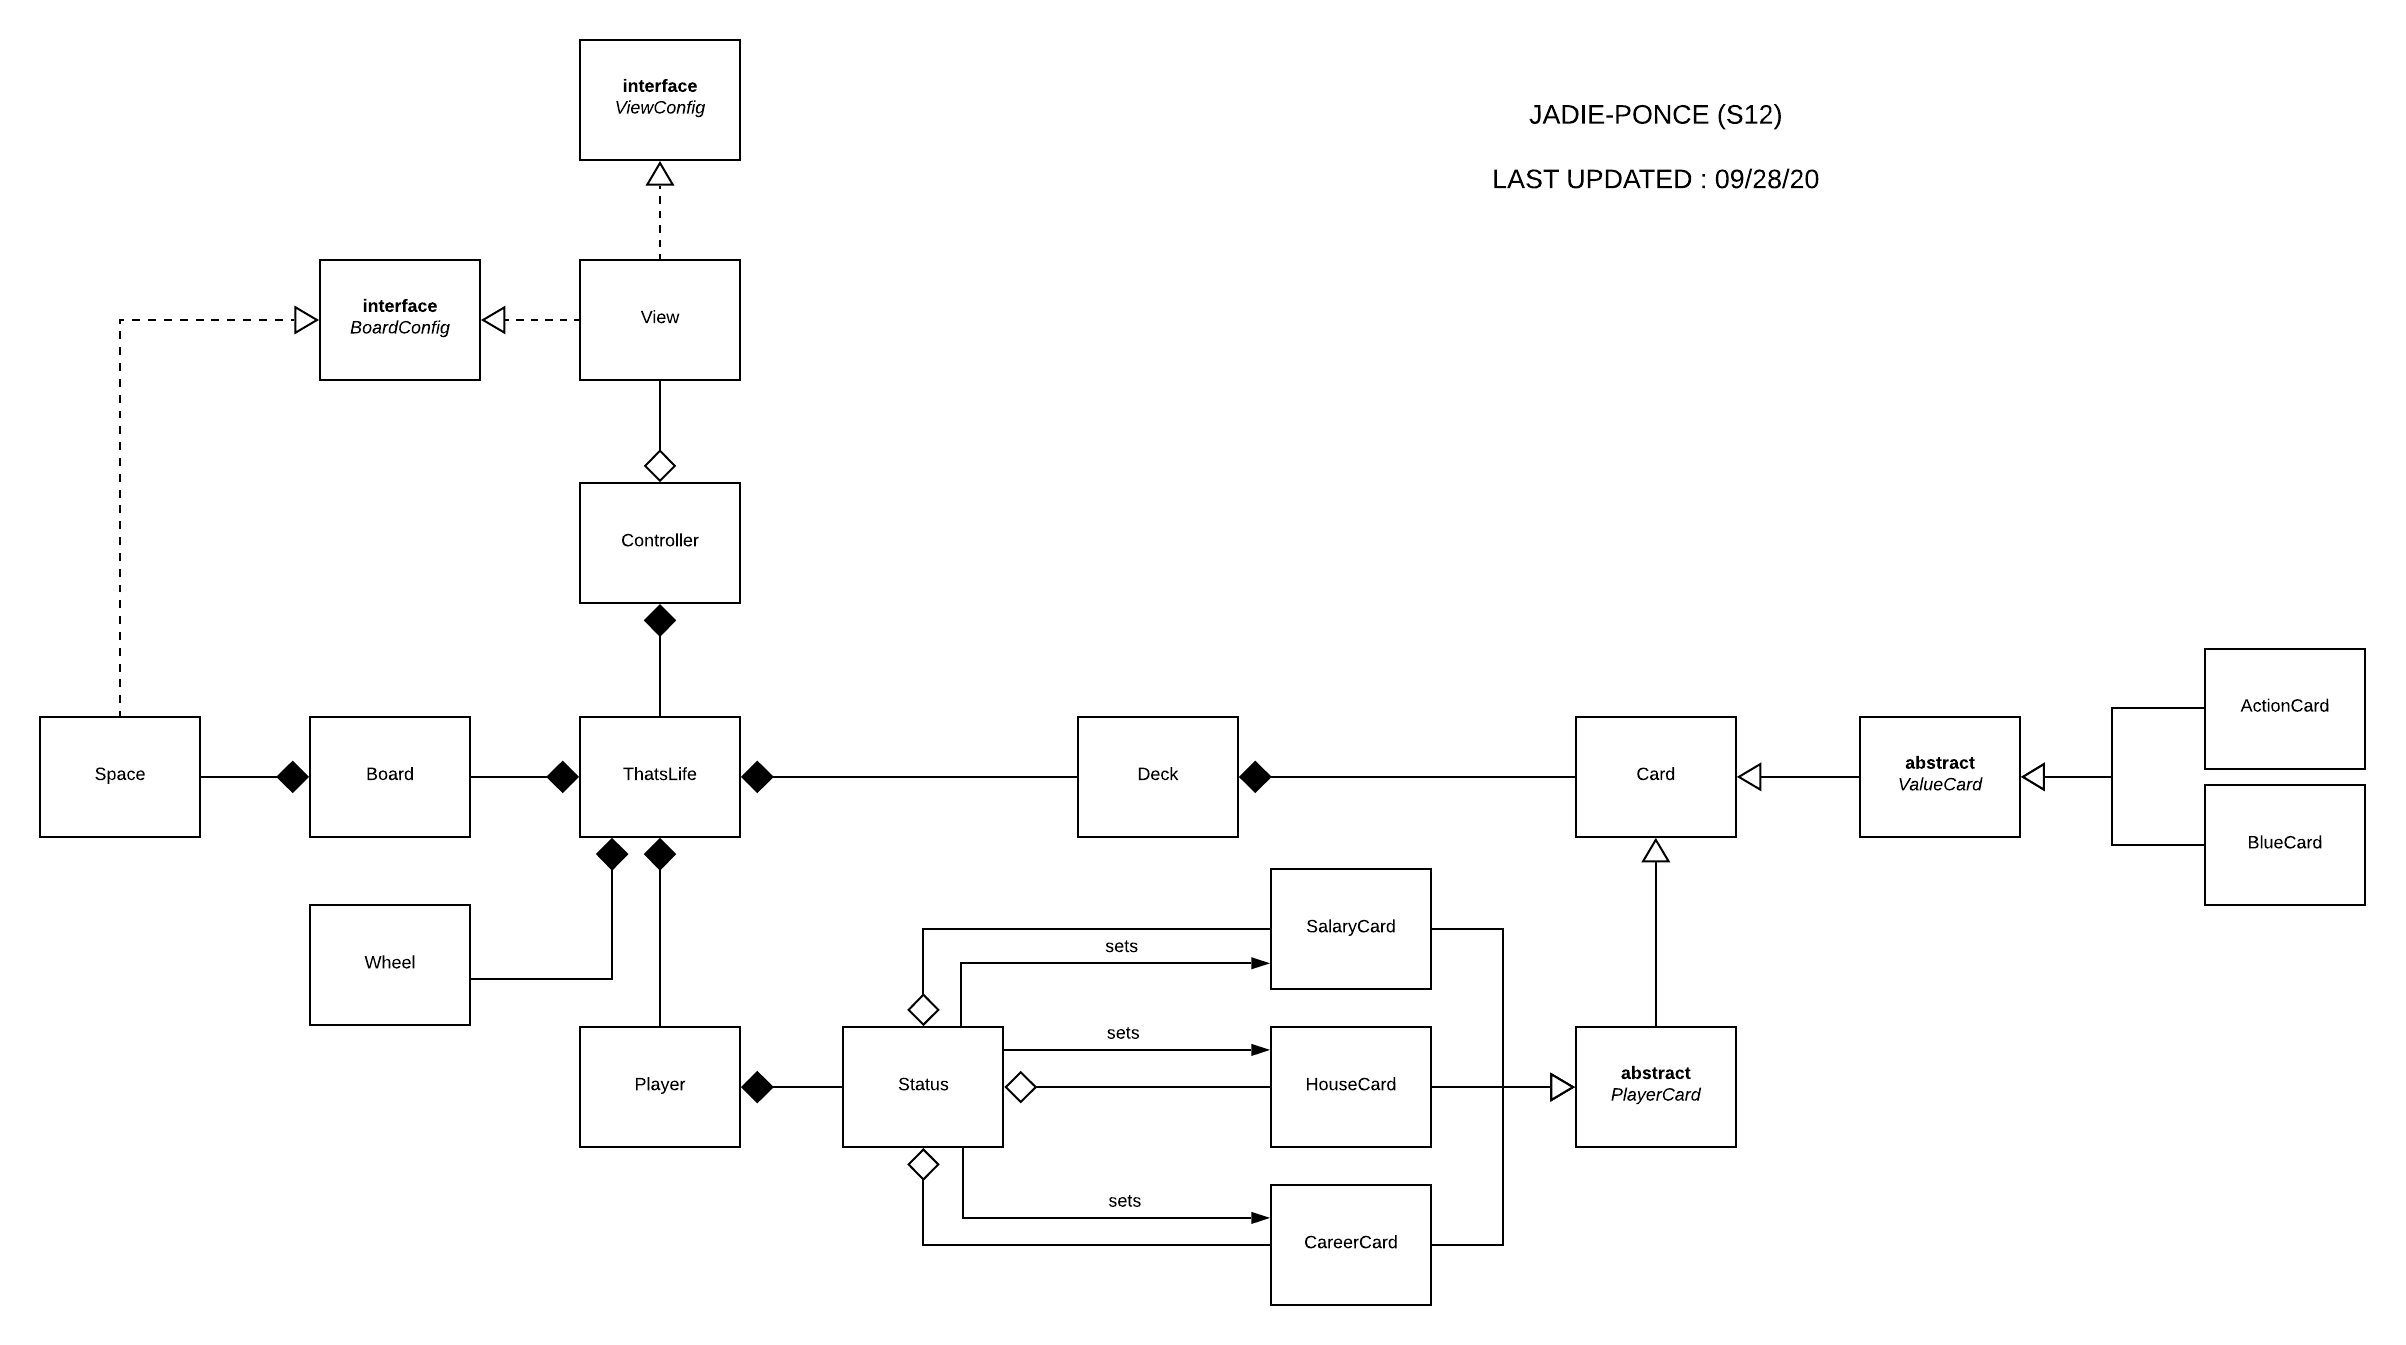 interface
ViewConfig
JADIE-PONCE (S12)
LAST UPDATED : 09/28/20
interface
BoardConfig
View
Controller
Space
Board
ThatsLife
Deck
Card
abstract
ValueCard
ActionCard
BlueCard
Wheel
SalaryCard
sets
sets
Player
Status
HouseCard
abstract
PlayerCard
sets
CareerCard